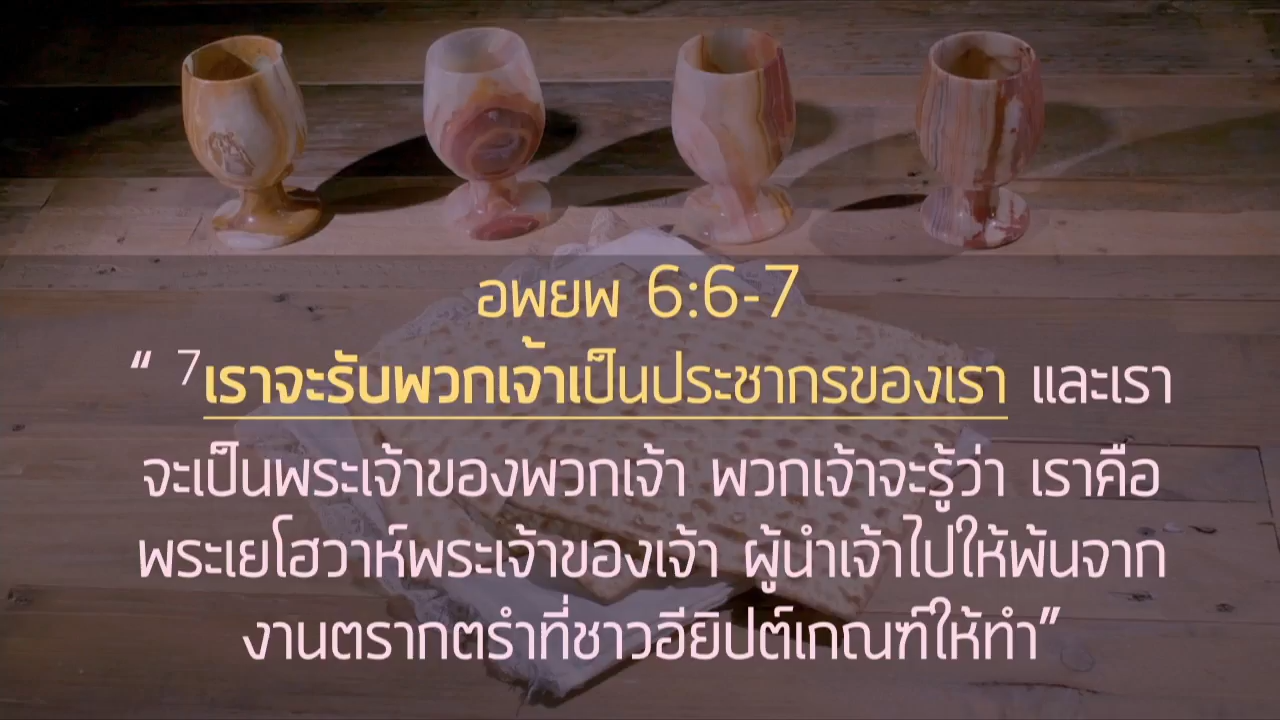 อพยพ 6:6-7
“ ⁷เราจะรับพวกเจ้าเป็นประชากรของเรา และเรา
จะเป็นพระเจ้าของพวกเจ้า พวกเจ้าจะรู้ว่า เราคือ
พระเยโฮวาห์พระเจ้าของเจ้า ผู้นำเจ้าไปให้พ้นจาก
งานตรากตรำที่ชาวอียิปต์เกณฑ์ให้ทำ”